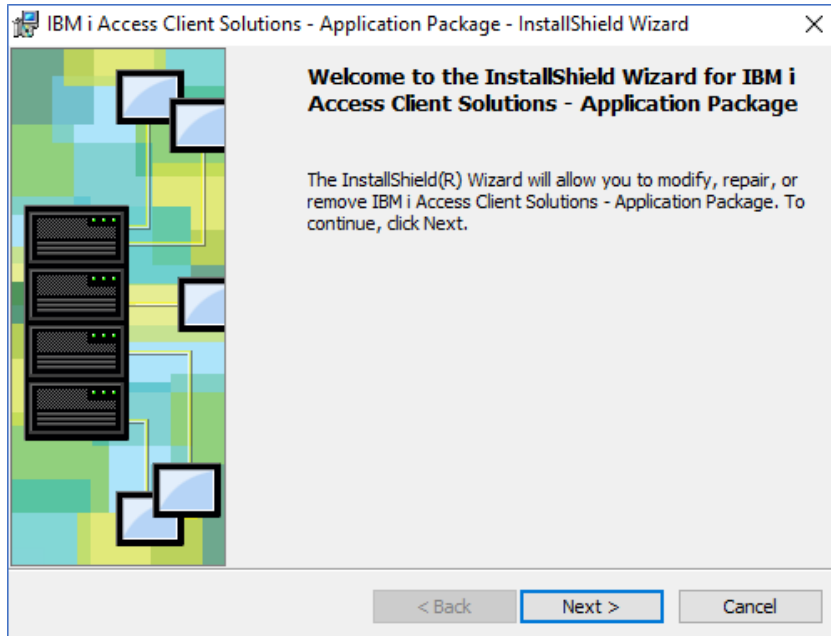 IBM i Access Client Solutions - Application Package - InstallShield Wizard
Welcome to the InstallShield Wizard for IBM i
Access Client Solutions - Application Package
The InstallShield(R) Wizard will allow you to modify, repair, or
remove IBM i Access Client Solutions - Application Package. To
continue, click Next.
< Back Next > Cancel